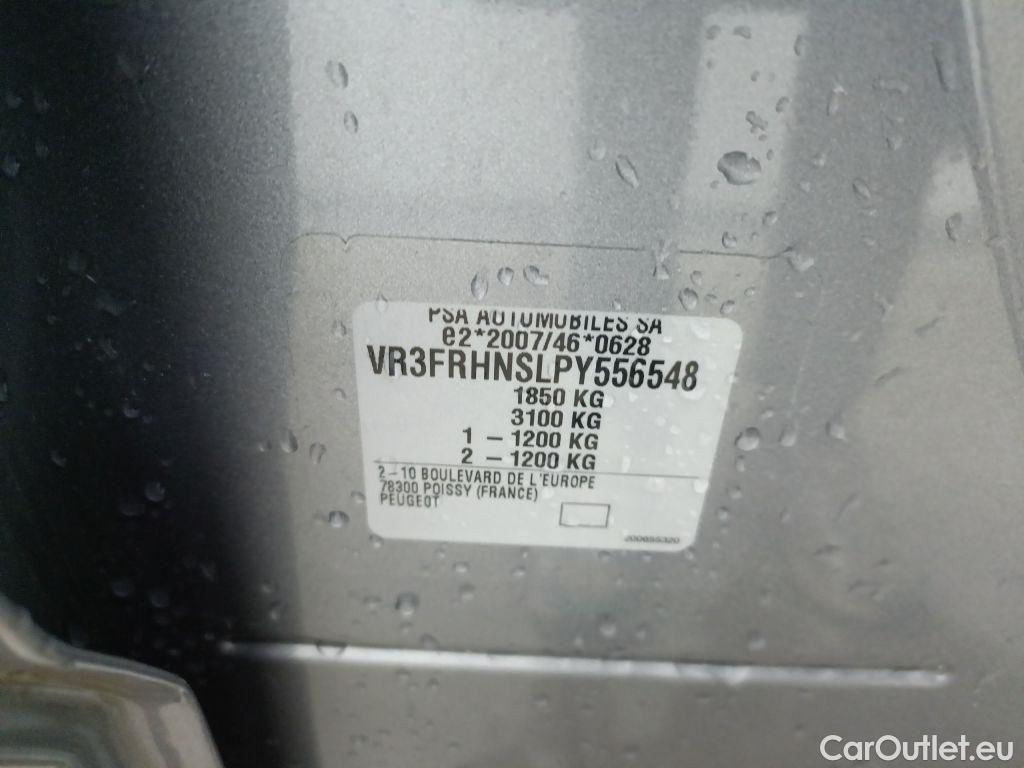 PSA AUTOMOBILES SA
e2*2007/46*0628
VR3FRHNSLPY556548
1850 KG
3100 KG
1 – 1200 KG
2 – 1200 KG
2–10 BOULEVARD DE L'EUROPE
78300 POISSY (FRANCE)
PEUGEOT
200655320
CarOutlet.eu